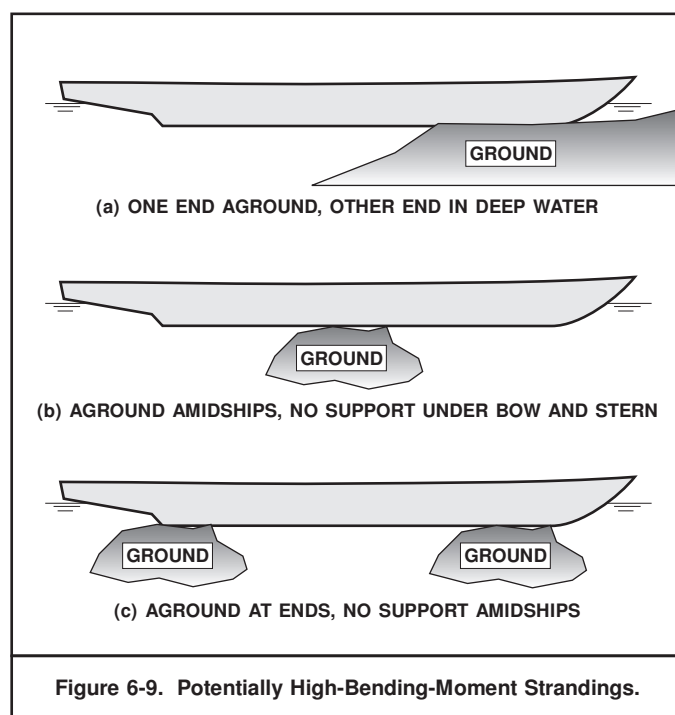 GROUND
(a) ONE END AGROUND, OTHER END IN DEEP WATER
GROUND
(b) AGROUND AMIDSHIPS, NO SUPPORT UNDER BOW AND STERN
GROUND GROUND
(c) AGROUND AT ENDS, NO SUPPORT AMIDSHIPS
Figure 6-9. Potentially High-Bending-Moment Strandings.